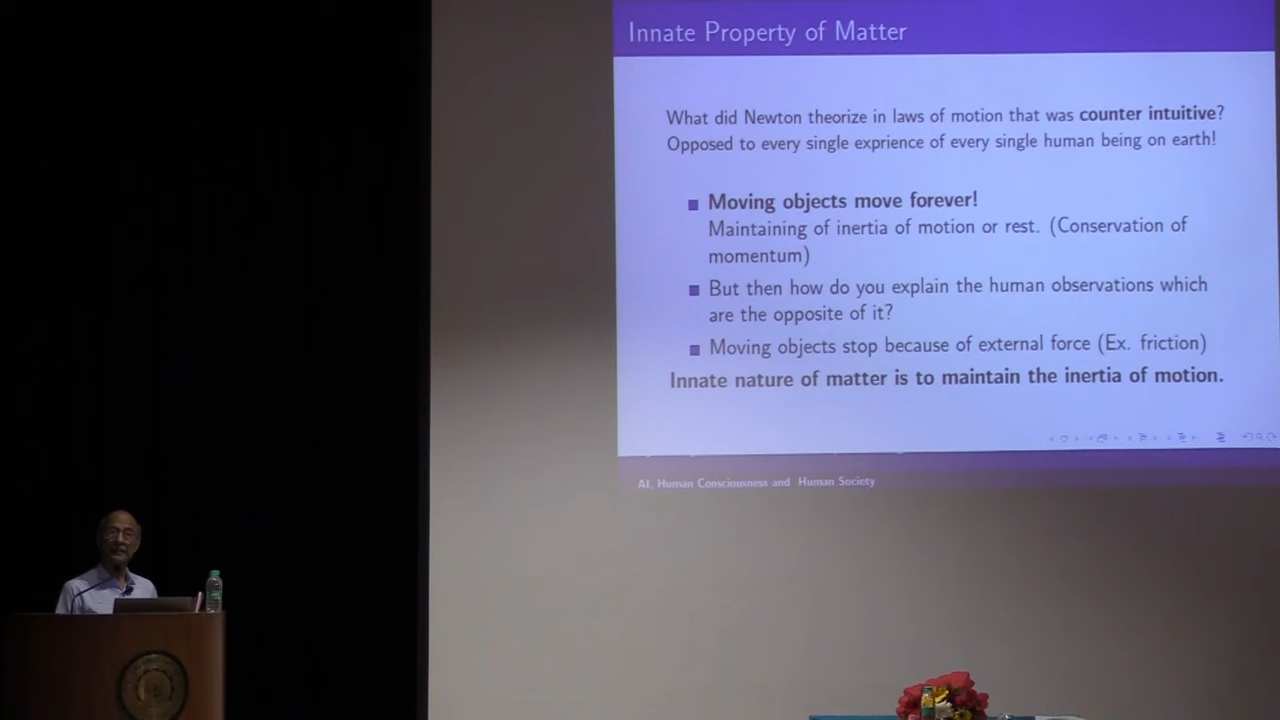 Innate Property of Matter
What did Newton theorize in laws of motion that was counter intuitive?
Opposed to every single exprience of every single human being on earth!
Moving objects move forever!
Maintaining of inertia of motion or rest. (Conservation of
momentum)
But then how do you explain the human observations which
are the opposite of it?
Moving objects stop because of external force (Ex. friction)
Innate nature of matter is to maintain the inertia of motion.
AI, Human Consciousness and Human Society